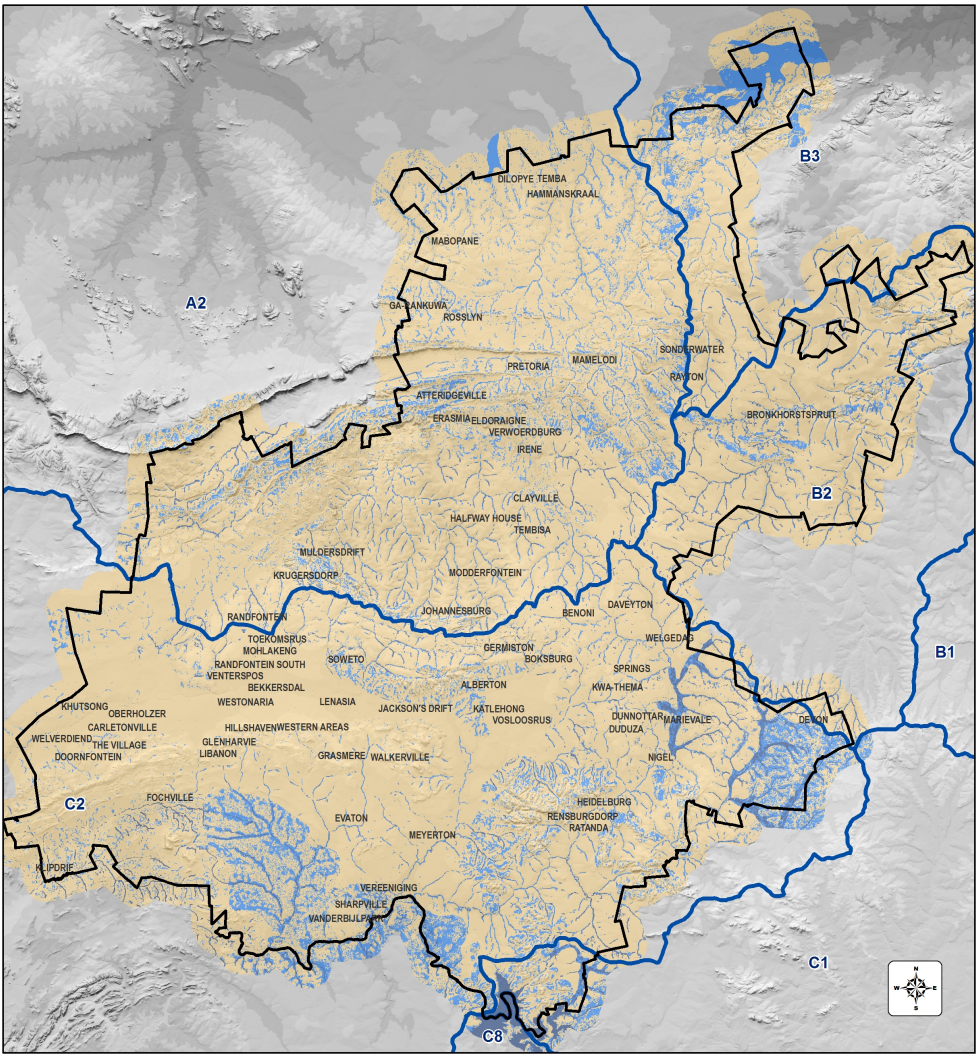 B3
DILOPYE TEMBA
HAMMANSKRAAL
MABOPANE
A2
GA-RANKUWA
ROSSLYN
SONDERWATER
MAMELODI
PRETORIA
RAYTON
ATTERIDGEVILLE
BRONKHORSTSPRUIT
ERASMIA
ELDORAIGNE
VERWOERDBURG
IRENE
B2
CLAYVILLE
HALFWAY HOUSE
TEMBISA
MULDERSDRIFT
KRUGERSDORP
MODDERFONTEIN
DAVEYTON
JOHANNESBURG
BENONI
RANDFONTEIN
TOEKOMSRUS
WELGEDAG
MOHLAKENG
GERMISTON
B1
SOWETO
BOKSBURG
RANDFONTEIN SOUTH
SPRINGS
VENTERSPOS
BEKKERSDAL
ALBERTON
KWA-THEMA
WESTONARIA
LENASIA
JACKSON'S DRIFT
KATLEHONG
KHUTSONG
OBERHOLZER
VOSLOOSRUS
DUNNOTTAR
MARIEVALE
DEVON
CARLETONVILLE
HILLSHAVEN
WESTERN AREAS
DUDUZA
WELVERDIEND
THE VILLAGE
GLENHARVIE
DOORNFONTEIN
LIBANON
GRASMERE
WALKERVILLE
NIGEL
C2
FOCHVILLE
HEIDELBURG
EVATON
RENSBURGDORP
RATANDA
MEYERTON
KLIPDRIF
VEREENIGING
SHARPVILLE
VANDERBIJLPARK
C1
N
W E
S
C8